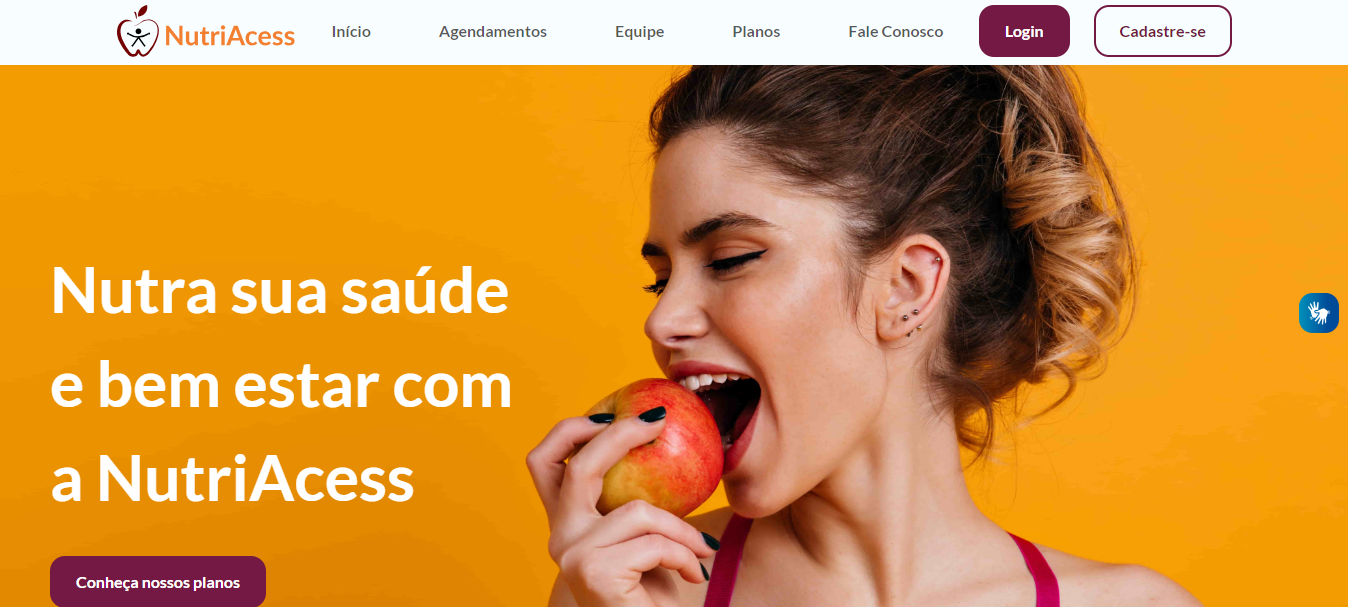 NutriAcess
Início
Agendamentos
Equipe
Planos
Fale Conosco
Login
Cadastre-se
Nutra sua saúde
e bem estar com
a NutriAcess
Conheça nossos planos